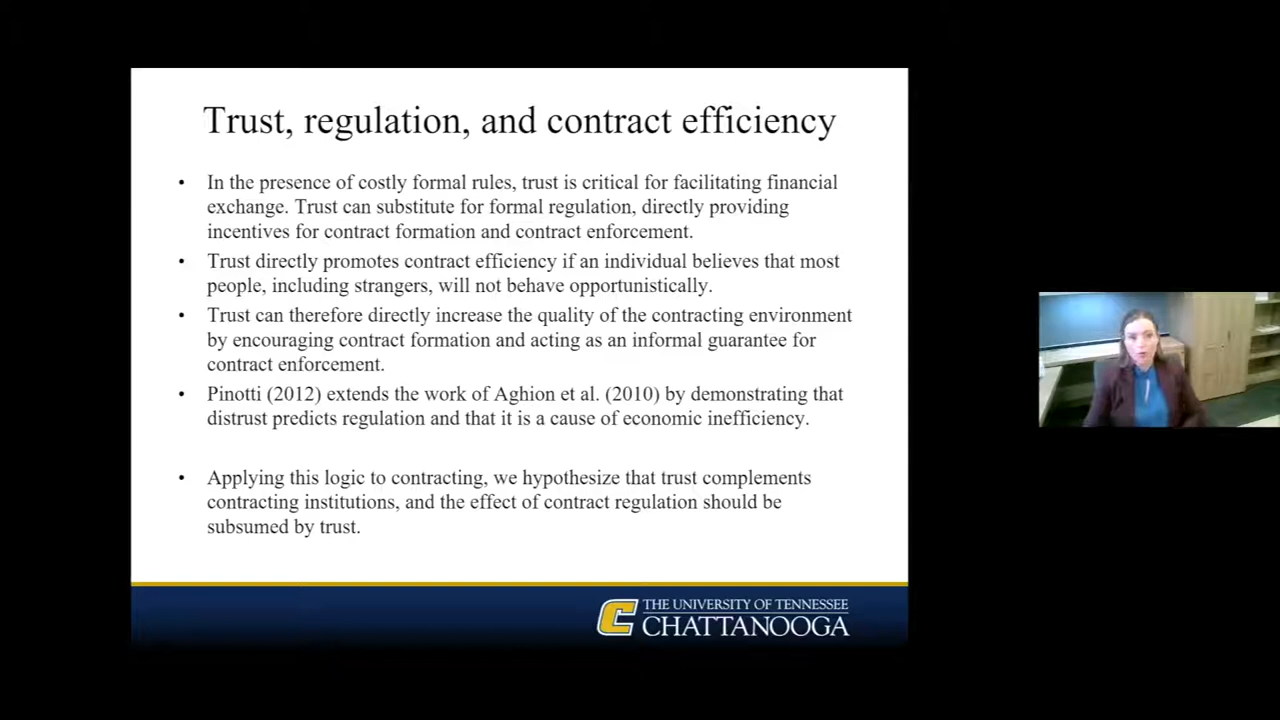 Trust, regulation, and contract efficiency
• In the presence of costly formal rules, trust is critical for facilitating financial
exchange. Trust can substitute for formal regulation, directly providing
incentives for contract formation and contract enforcement.
• Trust directly promotes contract efficiency if an individual believes that most
people, including strangers, will not behave opportunistically.
• Trust can therefore directly increase the quality of the contracting environment
by encouraging contract formation and acting as an informal guarantee for
contract enforcement.
• Pinotti (2012) extends the work of Aghion et al. (2010) by demonstrating that
distrust predicts regulation and that it is a cause of economic inefficiency.
• Applying this logic to contracting, we hypothesize that trust complements
contracting institutions, and the effect of contract regulation should be
subsumed by trust.
C THE UNIVERSITY OF TENNESSEE
CHATTANOOGA